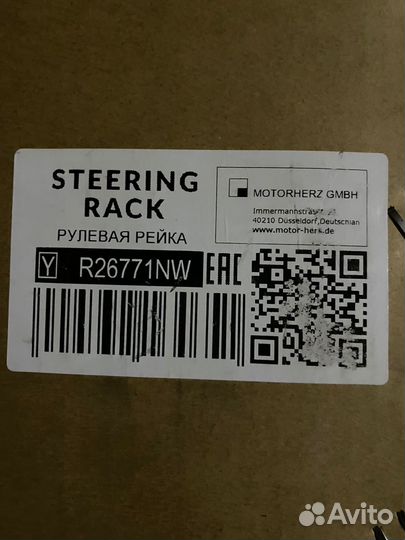 STEERING
RACK
РУЛЕВАЯ РЕЙКА
Y R26771NW EAC
MOTORHERZ GMBH
40210 Düsseldorf, Deutschlan
www.motor-herz.de
Avito